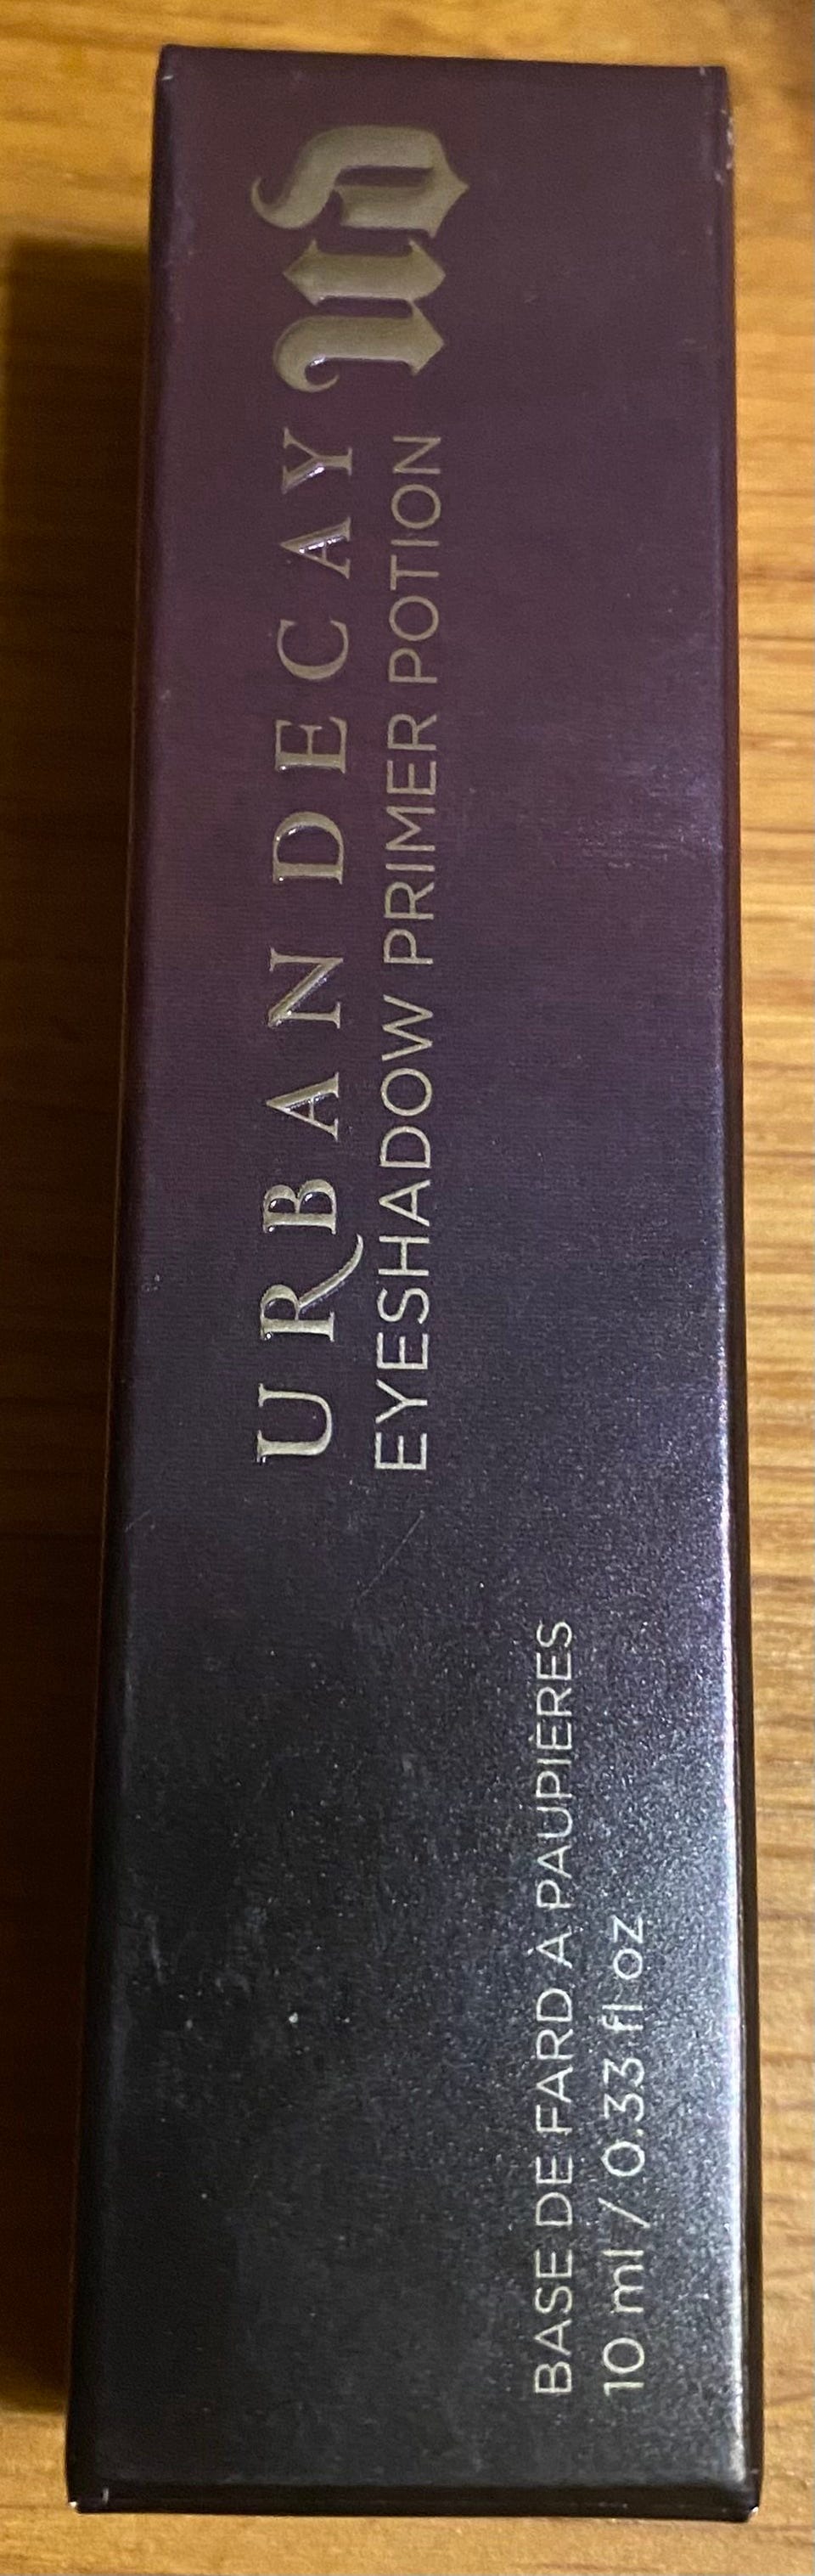 URBAN DECAY UD
EYESHADOW PRIMER POTION
BASE DE FARD À PAUPIÈRES
10 ml / 0.33 fl oz